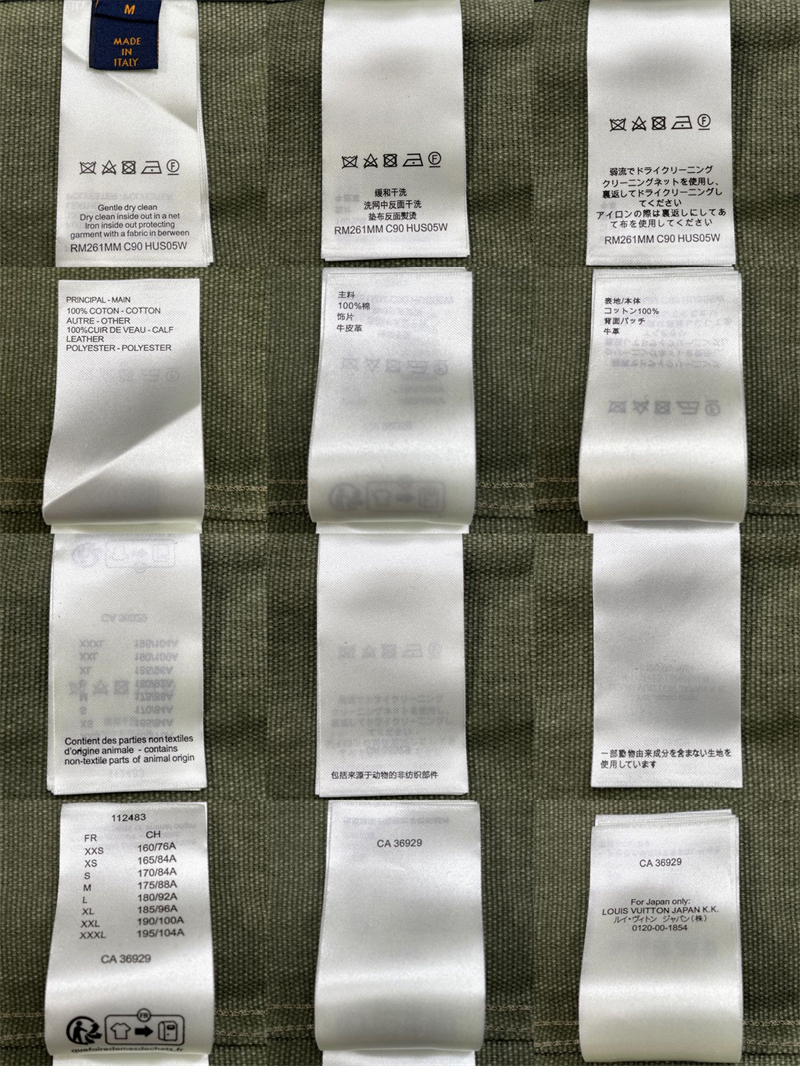 M
MADE
IN
ITALY
Gentle dry clean
Dry clean inside out in a net
Iron inside out protecting
garment with a fabric in berween
RM261MM C90 HUS05W
缓和干洗
洗网中反面干洗
垫布反面熨烫
RM261MM C90 HUS05W
弱流でドライクリーニング
クリーニングネットを使用し、
裏返してドライクリーニングし
てください
アイロンの際は裏返しにしてあ
て布を使用してください
RM261MM C90 HUS05W
PRINCIPAL - MAIN
100% COTON - COTTON
AUTRE - OTHER
100%CUIR DE VEAU - CALF
LEATHER
POLYESTER - POLYESTER
主料
100%棉
饰片
牛皮革
表地/本体
コットン100%
背面パッチ
牛革
Contient des parties non textiles
d'origine animale - contains
non-textile parts of animal origin
包括来源于动物的非纺织部件
一部動物由来成分を含まない生地を
使用しています
112483
FR CH
XXS 160/76A
XS 165/84A
S 170/84A
M 175/88A
L 180/92A
XL 185/96A
XXL 190/100A
XXXL 195/104A
CA 36929
FR
quefairedemesdechets.fr
CA 36929
CA 36929
For Japan only:
LOUIS VUITTON JAPAN K.K.
ルイ・ヴィトン ジャパン(株)
0120-00-1854